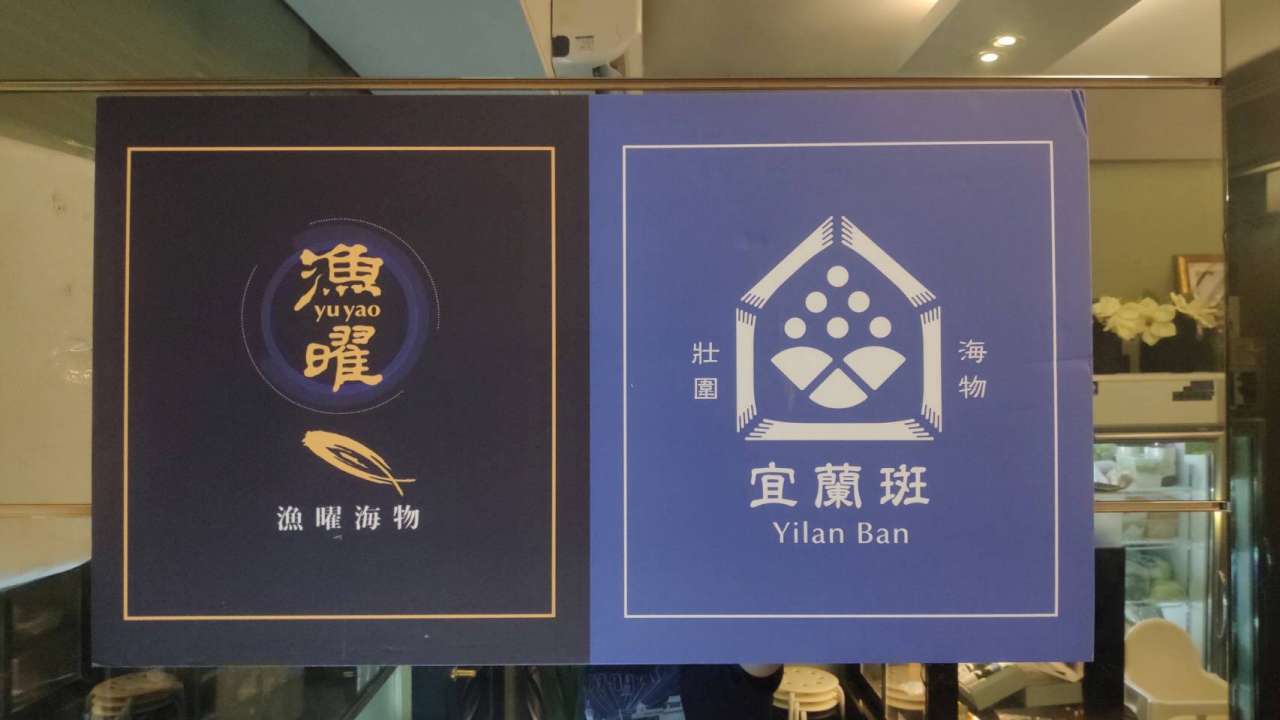 漁
yu yao
曜
漁曜海物
壯圍
海物
宜蘭斑
Yilan Ban